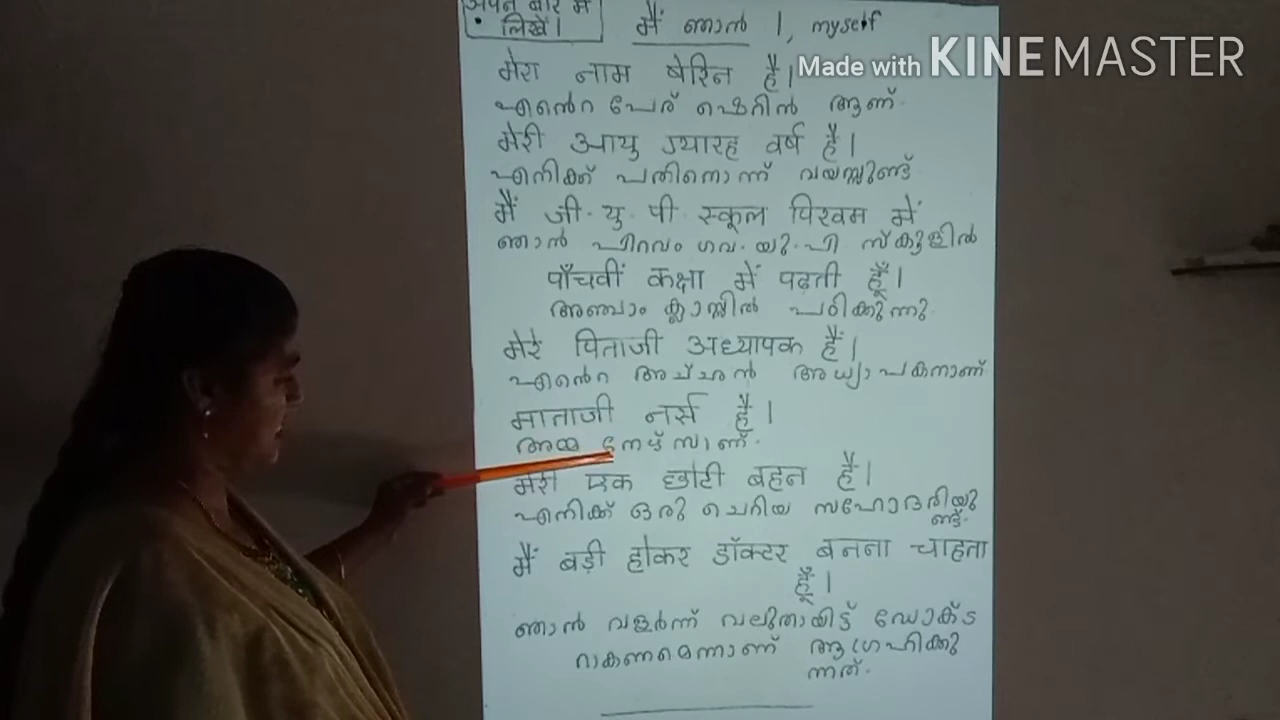 अपने बारे में
लिखें।
मैं ഞാൻ I, myself
Made with KINEMASTER
मेरा नाम षेरिन है।
എൻെറ പേര് ഷെറിൻ ആണ്.
मेरी आयु ग्यारह वर्ष है।
എനിക്ക് പതിനൊന്ന് വയസ്സുണ്ട്
मैं जी. यु. पी. स्कूल पिरवम में
ഞാൻ പിറവം ഗവ. യു. പി സ്കൂളിൽ
पाँचवीं कक्षा में पढ़ती हूँ।
അഞ്ചാം ക്ലാസ്സിൽ പഠിക്കുന്നു.
मेरे पिताजी अध्यापक हैं।
എൻെറ അച്ഛൻ അധ്യാപകനാണ്
माताजी नर्स हैं।
അമ്മ നേഴ്സാണ്.
मेरी एक छोटी बहन है।
എനിക്ക് ഒരു ചെറിയ സഹോദരിയു
ണ്ട്.
मैं बड़ी होकर डॉक्टर बनना चाहता
हूँ।
ഞാൻ വളർന്ന് വലുതായിട്ട് ഡോക്ട
റാകണമെന്നാണ് ആഗ്രഹിക്കു
ന്നത്.